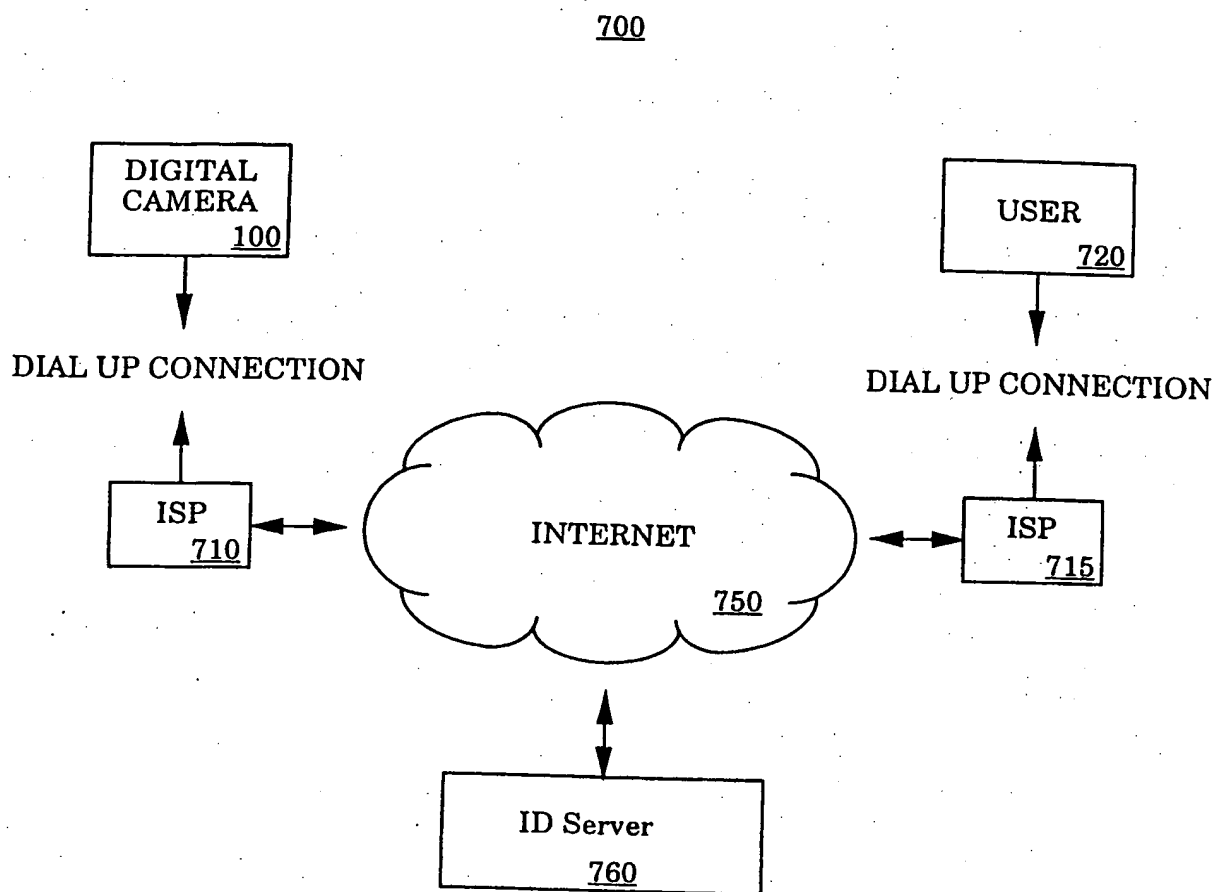 700
DIGITAL
CAMERA
100
USER
720
DIAL UP CONNECTION
DIAL UP CONNECTION
ISP
710
INTERNET
750
ISP
715
ID Server
760